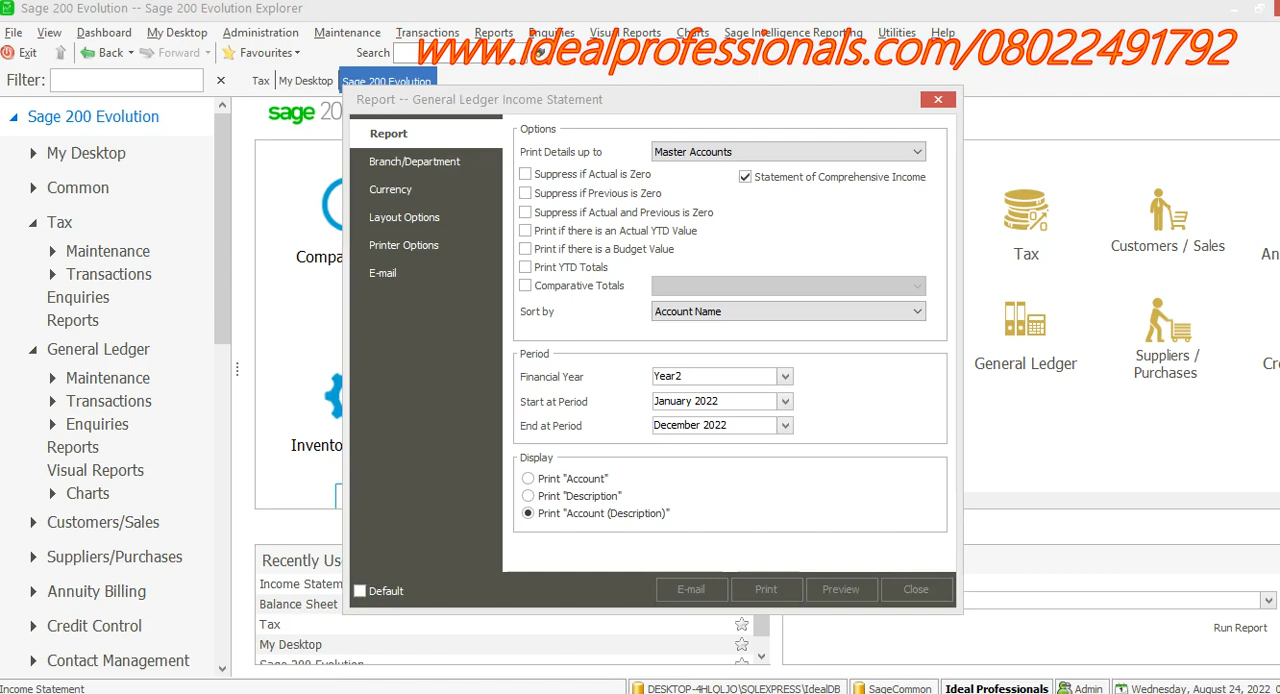 Sage 200 Evolution -- Sage 200 Evolution Explorer
File View Dashboard My Desktop Administration Maintenance Transactions Reports Enquiries Visual Reports Charts Sage Intelligence Reporting Utilities Help
Exit Back Forward Favourites Search
www.idealprofessionals.com/08022491792
Filter:
Tax My Desktop Sage 200 Evolution
Sage 200 Evolution
My Desktop
Common
Tax
Maintenance
Transactions
Enquiries
Reports
General Ledger
Maintenance
Transactions
Enquiries
Reports
Visual Reports
Charts
Customers/Sales
Suppliers/Purchases
Annuity Billing
Credit Control
Contact Management
sage 20
Compa
Invento
Report -- General Ledger Income Statement
Report
Branch/Department
Currency
Layout Options
Printer Options
E-mail
Options
Print Details up to Master Accounts
Suppress if Actual is Zero
Statement of Comprehensive Income
Suppress if Previous is Zero
Suppress if Actual and Previous is Zero
Print if there is an Actual YTD Value
Print if there is a Budget Value
Print YTD Totals
Comparative Totals
Sort by Account Name
Period
Financial Year Year2
Start at Period January 2022
End at Period December 2022
Display
Print "Account"
Print "Description"
Print "Account (Description)"
Default
E-mail Print Preview Close
Tax
Customers / Sales
An
General Ledger
Suppliers /
Purchases
Cr
Recently Us
Income Statem
Balance Sheet
Tax
My Desktop
Sage 200 Evolution
Run Report
Income Statement
DESKTOP-4HLQLJO\SQLEXPRESS\IdealDB SageCommon Ideal Professionals Admin Wednesday, August 24, 2022, 0